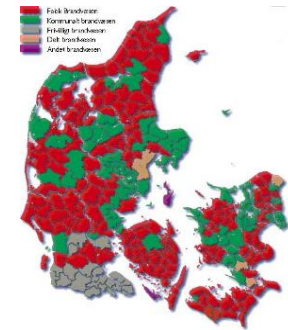 Falck Brandvæsen
Kommunalt brandvæsen
Frivilligt brandvæsen
Delt brandvæsen
Andet brandvæsen